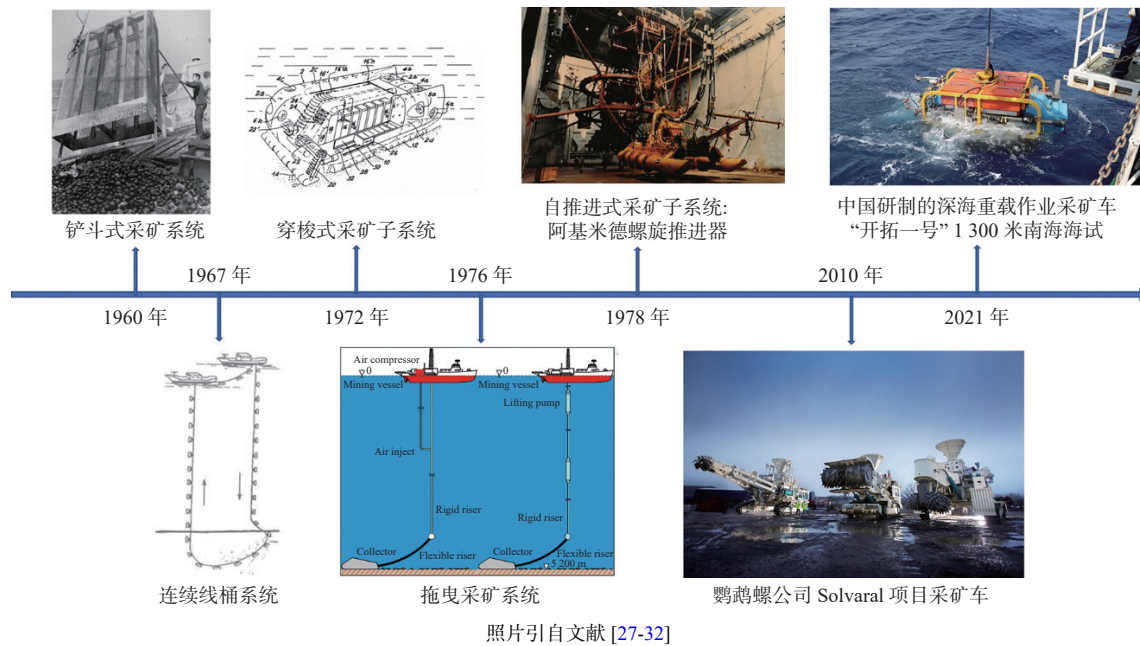 铲斗式采矿系统
穿梭式采矿子系统
自推进式采矿子系统:
阿基米德螺旋推进器
中国研制的深海重载作业采矿车
“开拓一号” 1 300 米南海海试
1967 年
1976 年
2010 年
1960 年
1972 年
1978 年
2021 年
Air compressor
0
Mining vessel
0
Mining vessel
Lifting pump
Air inject
Rigid riser
Rigid riser
Collector
Flexible riser
Collector
Flexible riser
5 200 m
连续线桶系统
拖曳采矿系统
鹦鹉螺公司 Solvaral 项目采矿车
照片引自文献 [27-32]